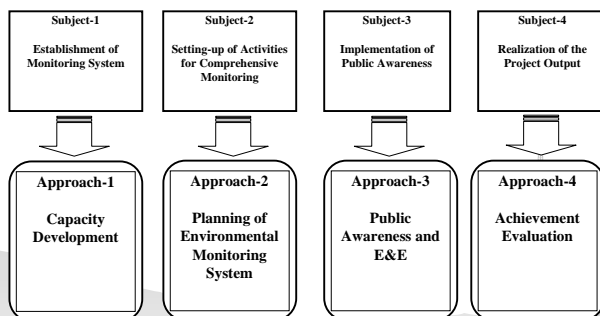 Subject-1
Establishment of
Monitoring System
Subject-2
Setting-up of Activities
for Comprehensive
Monitoring
Subject-3
Implementation of
Public Awareness
Subject-4
Realization of the
Project Output
Approach-1
Capacity
Development
Approach-2
Planning of
Environmental
Monitoring
System
Approach-3
Public
Awareness and
E&E
Approach-4
Achievement
Evaluation